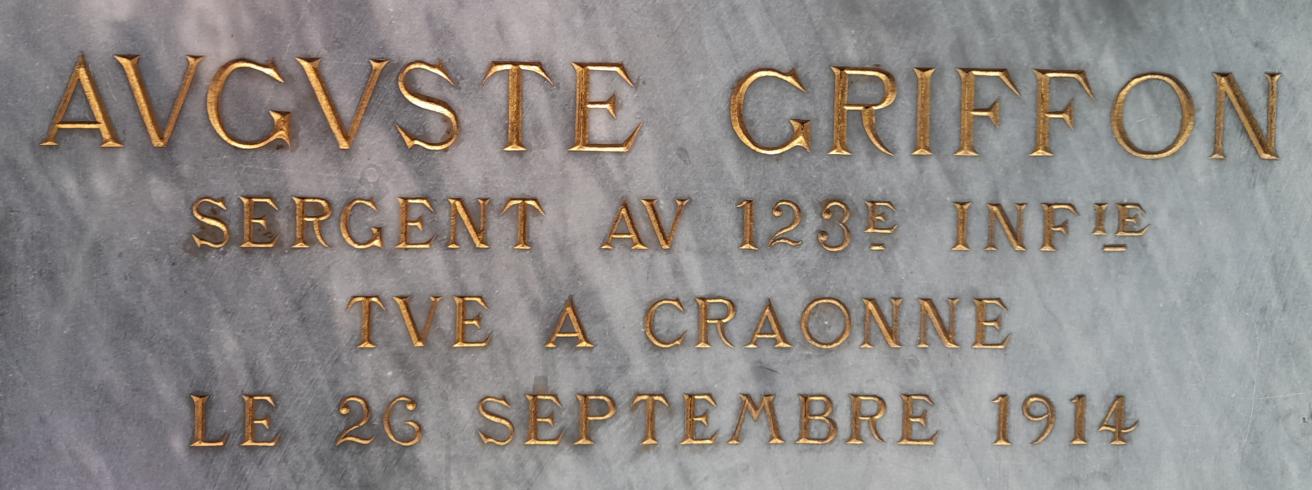 AVGVSTE GRIFFON
SERGENT AV 123E INFIE
TVE A CRAONNE
LE 26 SEPTEMBRE 1914